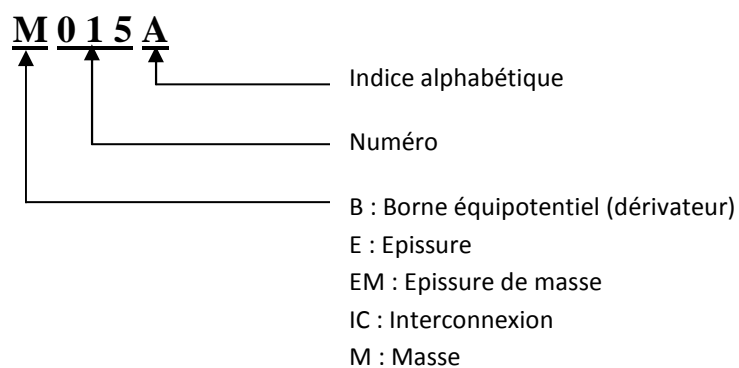 M 0 1 5 A
Indice alphabétique
Numéro
B : Borne équipotentiel (dérivateur)
E : Epissure
EM : Epissure de masse
IC : Interconnexion
M : Masse